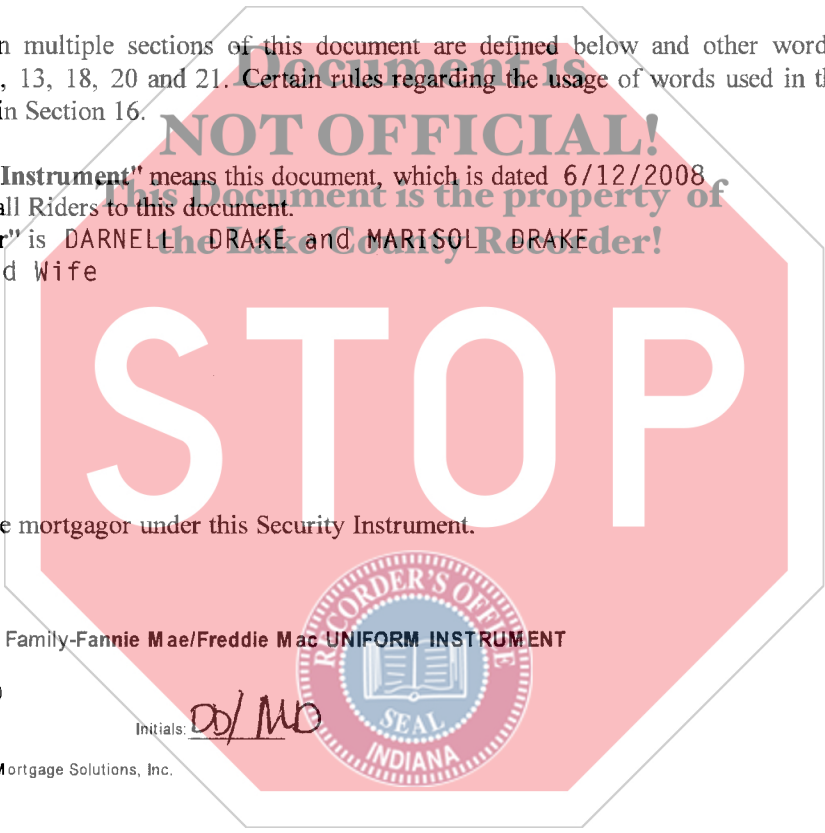 n multiple sections of this document are defined below and other word
Document is
, 13, 18, 20 and 21. Certain rules regarding the usage of words used in t
in Section 16.
NOT OFFICIAL!
Instrument" means this document, which is dated 6/12/2008
This Document is the property of
all Riders to this document.
r" is DARNELL DRAKE and MARISOL DRAKE
the Lake County Recorder!
d Wife
STOP
e mortgagor under this Security Instrument.
RECORDER'S OFFICE
Family-Fannie Mae/Freddie Mac UNIFORM INSTRUMENT
Initials: DD/ MD
SEAL
INDIANA
Mortgage Solutions, Inc.